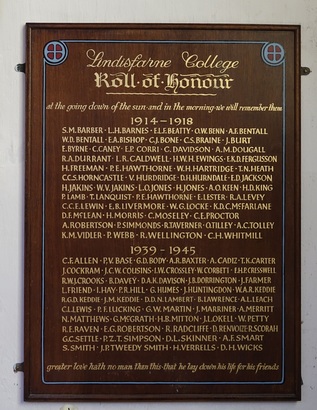 Lindisfarne College
Roll·of·Honour
at the going down of the sun and in the morning we will remember them
1914–1918
S.M.BARBER · L.H.BARNES · E.L.F.BEATTY · O.W.BENN · A.F.BENTALL
W.D.BENTALL · F.A.BISHOP · C.J.BONE · C.S.BRAINE · J.BURT
E.BYRNE · C.CANEY · E.P.CORRI · C.DAVIDSON · A.M.DOUGALL
R.A.DURRANT · L.R.CALDWELL · H.W.H.EWINGS · F.K.D.FERGUSSON
H.FREEMAN · P.E.HAWTHORNE · W.H.HARTRIDGE · T.N.HEATH
C.C.S.HORNCASTLE · V.HURDRIDGE · D.H.HURNDALL · E.D.JACKSON
H.JAKINS · W.V.JAKINS · L.O.JONES · H.JONES · A.O.KEEN · H.D.KING
P.LAMB · T.LANQUIST · P.E.HAWTHORNE · E.LESTER · R.A.LEVEY
C.C.E.LEWIN · E.B.LIVERMORE · W.G.LOCKE · K.D.C.McFARLANE
D.F.McLEAN · H.MORRIS · C.MOSELEY · C.E.PROCTOR
A.ROBERTSON · P.SIMMONDS · R.TAVERNER · O.TILLEY · A.C.TOLLEY
K.M.VIDLER · P.WEBB · R.WELLINGTON · C.H.WHITMILL
1939–1945
C.F.ALLEN · P.V.BASE · G.D.BODY · A.R.BAXTER · A.CADIZ · T.K.CARTER
J.COCKRAM · J.C.W.COUSINS · I.W.CROSSLEY · W.CORBETT · E.H.P.CRESSWELL
R.W.J.CROOKS · B.DAVEY · D.A.K.DAVISON · J.B.DORRINGTON · J.FARMER
L.FRIEND · I.HAY · P.R.HILL · G.HUMES · J.HUNTINGDON · W.A.R.KEDDIE
R.G.D.KEDDIE · J.M.KEDDIE · D.D.N.LAMBERT · B.LAWRENCE · A.L.LEACH
C.L.LEWIS · P.F.LUCKING · G.W.MARTIN · J.MARRINER · A.MERRITT
N.MATTHEWS · G.McGRATH · H.B.MITTON · J.L.OKELL · W.PETTY
R.E.RAVEN · E.G.ROBERTSON · R.RADCLIFFE · D.RENVOIZE · R.SCORAH
G.C.SETTLE · P.Z.T.SIMPSON · D.L.SKINNER · A.F.SMART
S.SMITH · J.P.TWEEDY SMITH · H.VERRELLS · D.H.WICKS
greater love hath no man than this · that he lay down his life for his friends